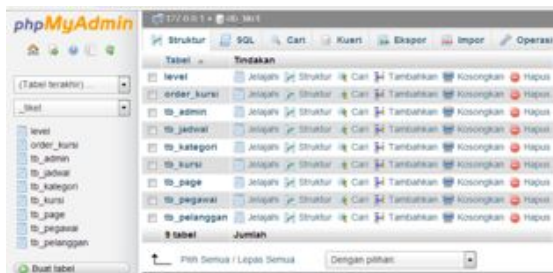 phpMyAdmin
(Tabel terakhir) ...
_tiket
level
order_kursi
tb_admin
tb_jadwal
tb_kategori
tb_kursi
tb_page
tb_pegawai
tb_pelanggan
Buat tabel
127.0.0.1
Struktur SQL Cari Kueri Ekspor Impor Operasi
Tabel Tindakan
level Jelajahi Struktur Cari Tambahkan Kosongkan Hapus
order_kursi Jelajahi Struktur Cari Tambahkan Kosongkan Hapus
tb_admin Jelajahi Struktur Cari Tambahkan Kosongkan Hapus
tb_jadwal Jelajahi Struktur Cari Tambahkan Kosongkan Hapus
tb_kategori Jelajahi Struktur Cari Tambahkan Kosongkan Hapus
tb_kursi Jelajahi Struktur Cari Tambahkan Kosongkan Hapus
tb_page Jelajahi Struktur Cari Tambahkan Kosongkan Hapus
tb_pegawai Jelajahi Struktur Cari Tambahkan Kosongkan Hapus
tb_pelanggan Jelajahi Struktur Cari Tambahkan Kosongkan Hapus
9 tabel Jumlah
Pilih Semua / Lepas Semua Dengan pilihan: